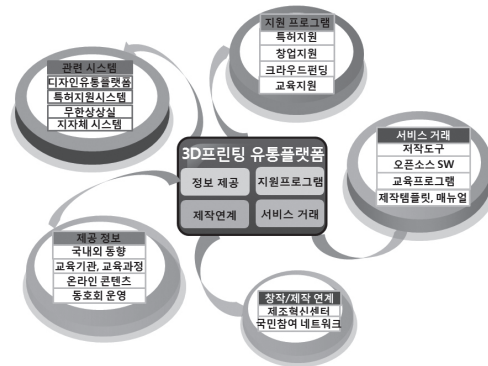 지원 프로그램
특허지원
창업지원
크라우드펀딩
교육지원
관련 시스템
디자인유통플랫폼
특허지원시스템
무한상상실
지자체 시스템
서비스 거래
저작도구
오픈소스 SW
교육프로그램
제작템플릿, 매뉴얼
3D프린팅 유통플랫폼
정보 제공
지원프로그램
제작연계
서비스 거래
제공 정보
국내외 동향
교육기관, 교육과정
온라인 콘텐츠
동호회 운영
창작/제작 연계
제조혁신센터
국민참여 네트워크